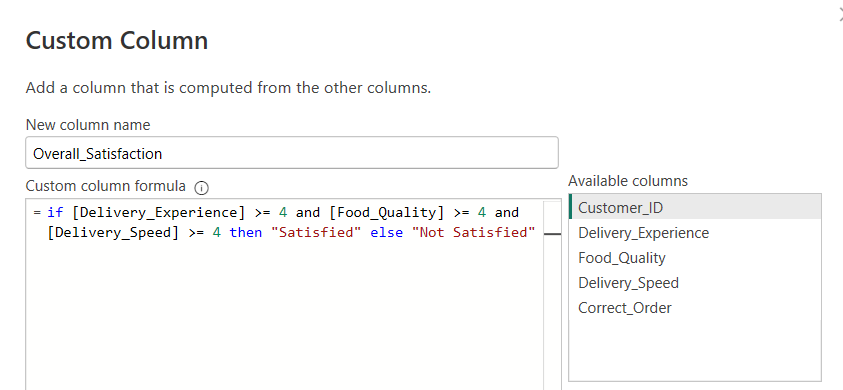 Custom Column
Add a column that is computed from the other columns.
New column name
Overall_Satisfaction
Custom column formula
= if [Delivery_Experience] >= 4 and [Food_Quality] >= 4 and
[Delivery_Speed] >= 4 then "Satisfied" else "Not Satisfied"
Available columns
Customer_ID
Delivery_Experience
Food_Quality
Delivery_Speed
Correct_Order